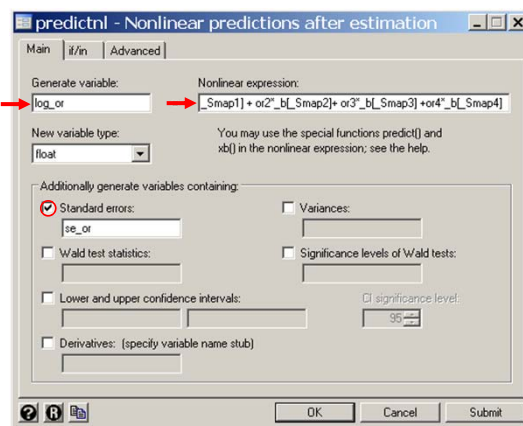 predictnl - Nonlinear predictions after estimation
Main if/in Advanced
Generate variable: Nonlinear expression:
log_or _Smap1] + or2*_b[_Smap2]+ or3*_b[_Smap3] +or4*_b[_Smap4]
New variable type: You may use the special functions predict() and
float xb() in the nonlinear expression; see the help.
Additionally generate variables containing:
Standard errors: Variances:
se_or
Wald test statistics: Significance levels of Wald tests:
Lower and upper confidence intervals: CI significance level:
95
Derivatives: (specify variable name stub)
? R OK Cancel Submit